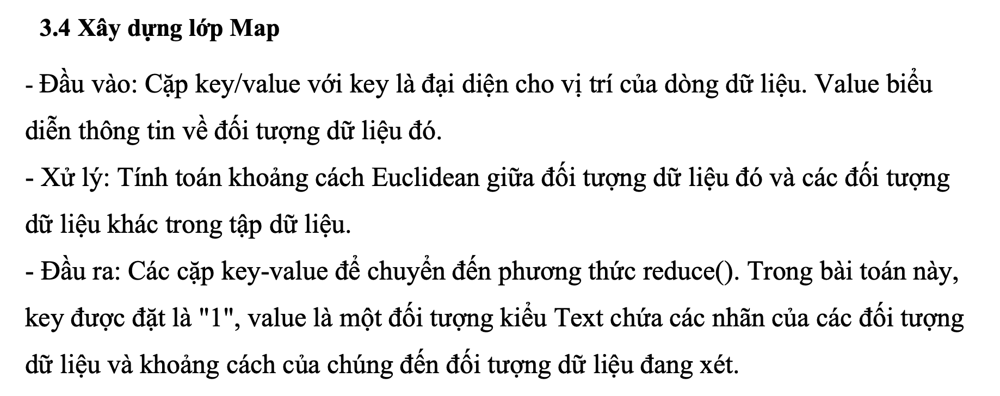 3.4 Xây dựng lớp Map
- Đầu vào: Cặp key/value với key là đại diện cho vị trí của dòng dữ liệu. Value biểu
diễn thông tin về đối tượng dữ liệu đó.
- Xử lý: Tính toán khoảng cách Euclidean giữa đối tượng dữ liệu đó và các đối tượng
dữ liệu khác trong tập dữ liệu.
- Đầu ra: Các cặp key-value để chuyển đến phương thức reduce(). Trong bài toán này,
key được đặt là "1", value là một đối tượng kiểu Text chứa các nhãn của các đối tượng
dữ liệu và khoảng cách của chúng đến đối tượng dữ liệu đang xét.